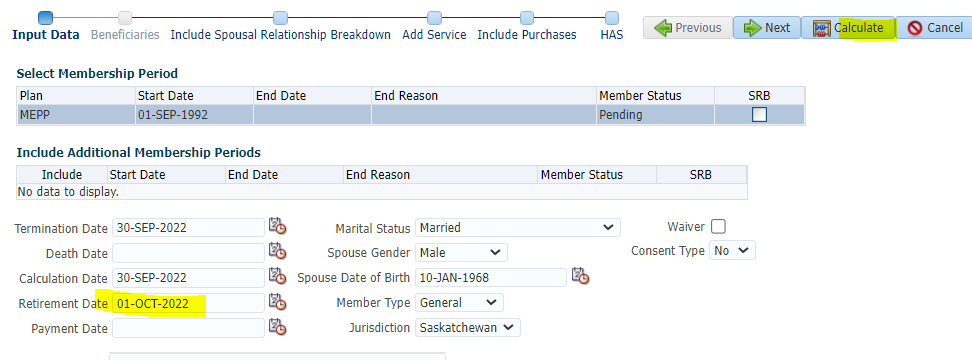 Input Data Beneficiaries Include Spousal Relationship Breakdown Add Service Include Purchases HAS Previous Next Calculate Cancel
Select Membership Period
Plan Start Date End Date End Reason Member Status SRB
MEPP 01-SEP-1992 Pending
Include Additional Membership Periods
Include Start Date End Date End Reason Member Status SRB
No data to display.
Termination Date 30-SEP-2022 Marital Status Married Waiver
Death Date Spouse Gender Male Consent Type No
Calculation Date 30-SEP-2022 Spouse Date of Birth 10-JAN-1968
Retirement Date 01-OCT-2022 Member Type General
Payment Date Jurisdiction Saskatchewan